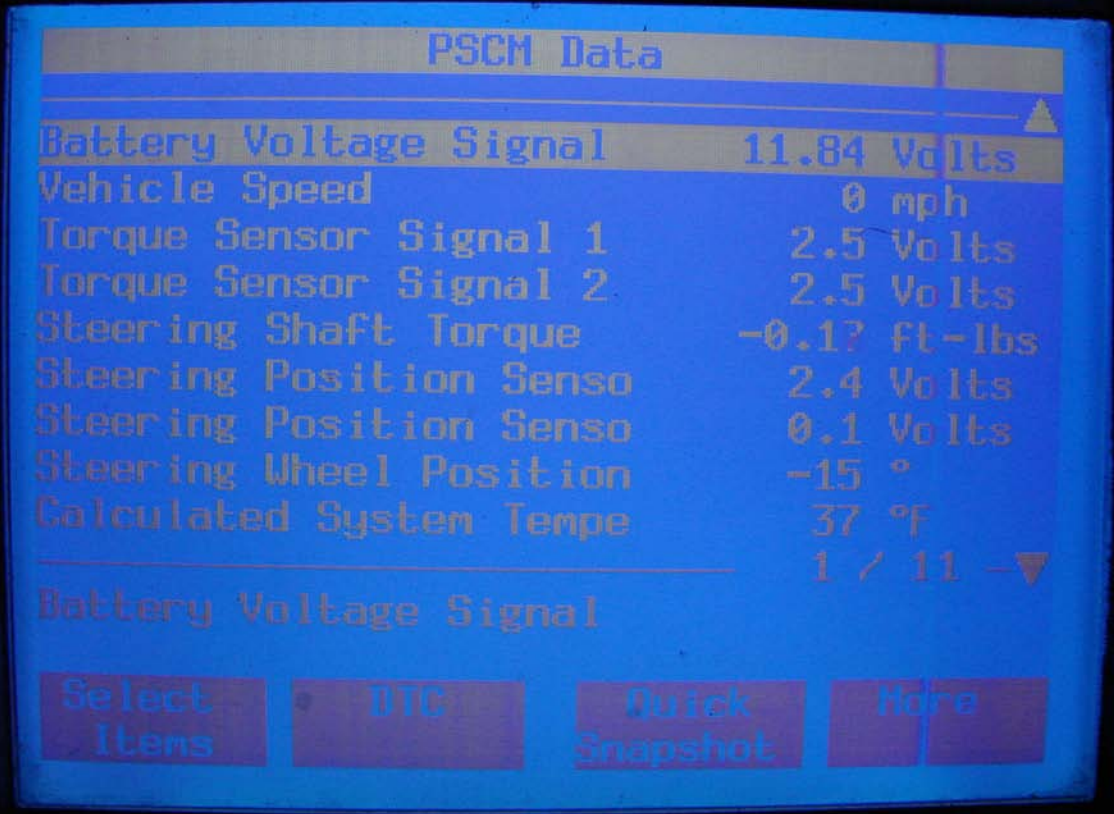 PSCM Data
Battery Voltage Signal 11.84 Volts
Vehicle Speed 0 mph
Torque Sensor Signal 1 2.5 Volts
Torque Sensor Signal 2 2.5 Volts
Steering Shaft Torque ft-lbs
Steering Position Senso 2.4 Volts
Steering Position Senso 0.1 Volts
Steering Wheel Position -15 °
Calculated System Tempe 37 °F
1 / 11
Battery Voltage Signal
Select Items
DTC
Quick Snapshot
More